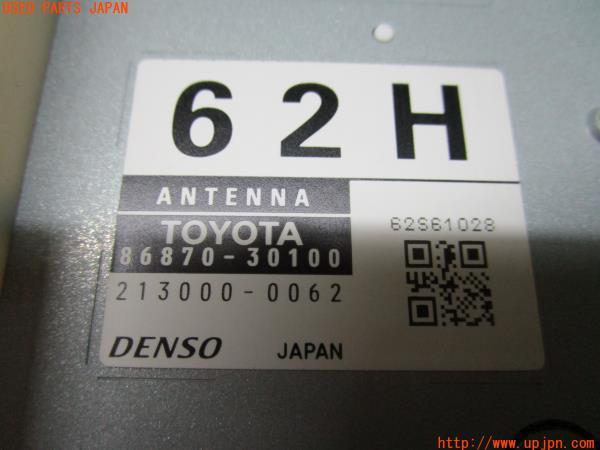 USED PARTS JAPAN
62H
ANTENNA
TOYOTA
86870-30100
62S61028
213000-0062
DENSO
JAPAN
http://www.upjpn.com